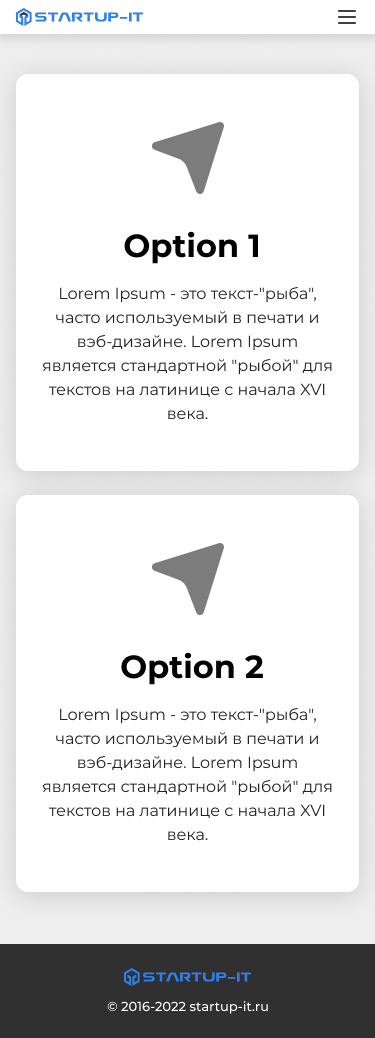 STARTUP-IT
Option 1
Lorem Ipsum - это текст-"рыба",
часто используемый в печати и
вэб-дизайне. Lorem Ipsum
является стандартной "рыбой" для
текстов на латинице с начала XVI
века.
Option 2
Lorem Ipsum - это текст-"рыба",
часто используемый в печати и
вэб-дизайне. Lorem Ipsum
является стандартной "рыбой" для
текстов на латинице с начала XVI
века.
STARTUP-IT
© 2016-2022 startup-it.ru